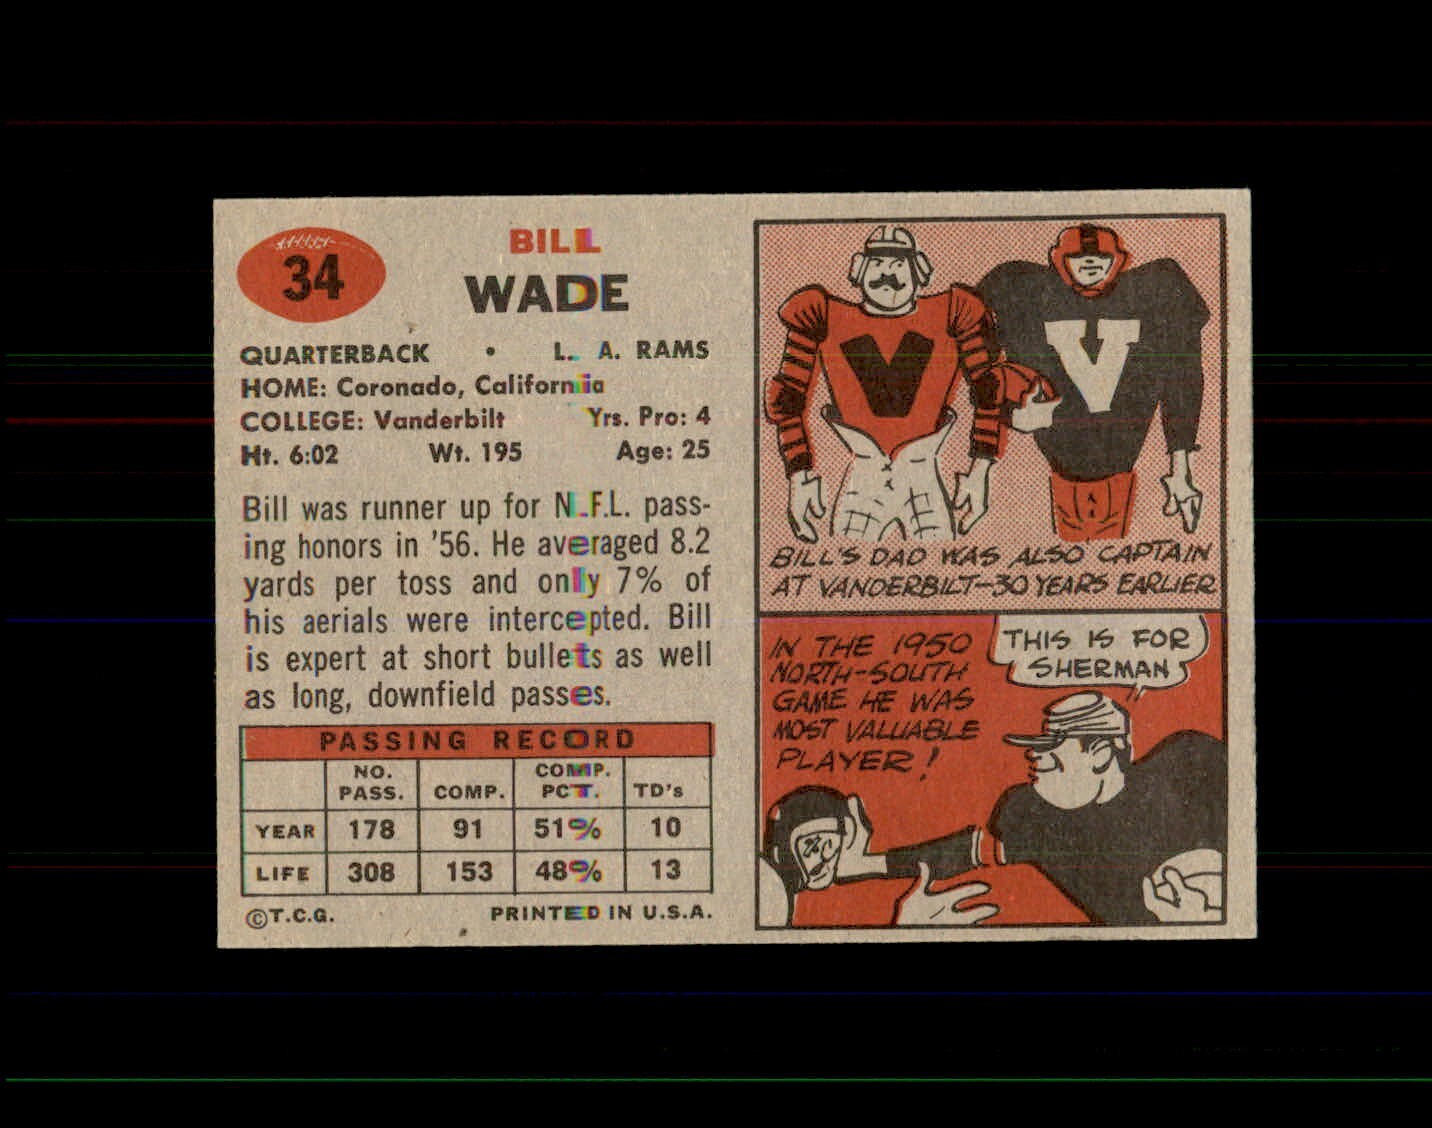 34
BILL
WADE
QUARTERBACK • L. A. RAMS
HOME: Coronado, California
COLLEGE: Vanderbilt Yrs. Pro: 4
Ht. 6:02 Wt. 195 Age: 25
Bill was runner up for N.F.L. pass-
ing honors in '56. He averaged 8.2
yards per toss and only 7% of
his aerials were intercepted. Bill
is expert at short bullets as well
as long, downfield passes.
PASSING RECORD
NO. PASS. COMP. COMP. PCT. TD's
YEAR 178 91 51% 10
LIFE 308 153 48% 13
©T.C.G. PRINTED IN U.S.A.
V V
BILL'S DAD WAS ALSO CAPTAIN
AT VANDERBILT—30 YEARS EARLIER
IN THE 1950
NORTH-SOUTH
GAME HE WAS
MOST VALUABLE
PLAYER!
THIS IS FOR
SHERMAN